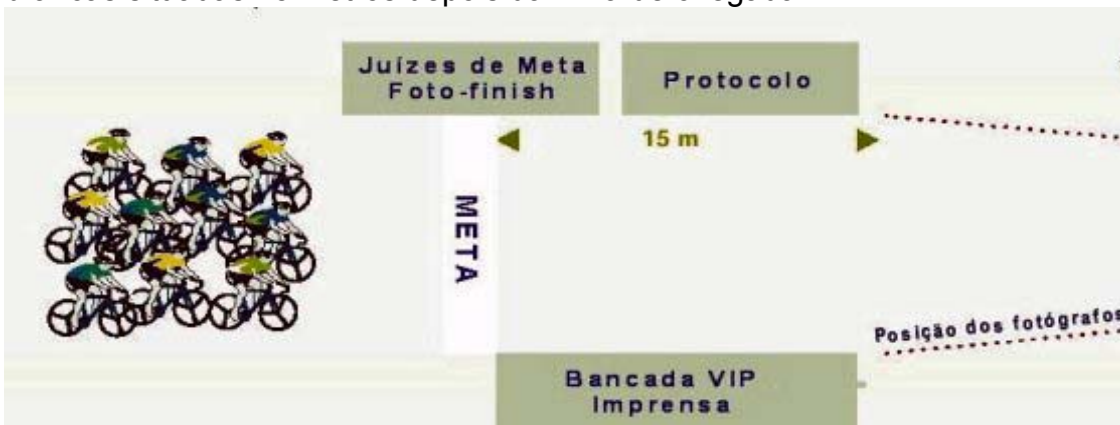 Juízes de Meta
Foto-finish
Protocolo
15 m
META
Posição dos fotógrafos
Bancada VIP
Imprensa